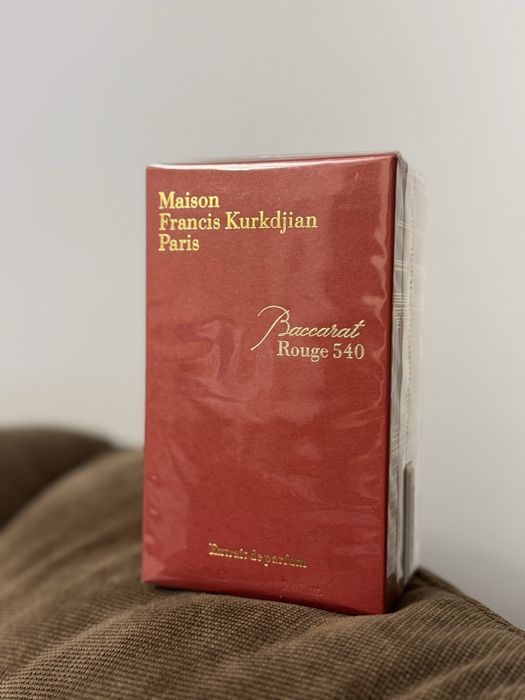 Maison
Francis Kurkdjian
Paris
Baccarat
Rouge 540
Extrait de parfum